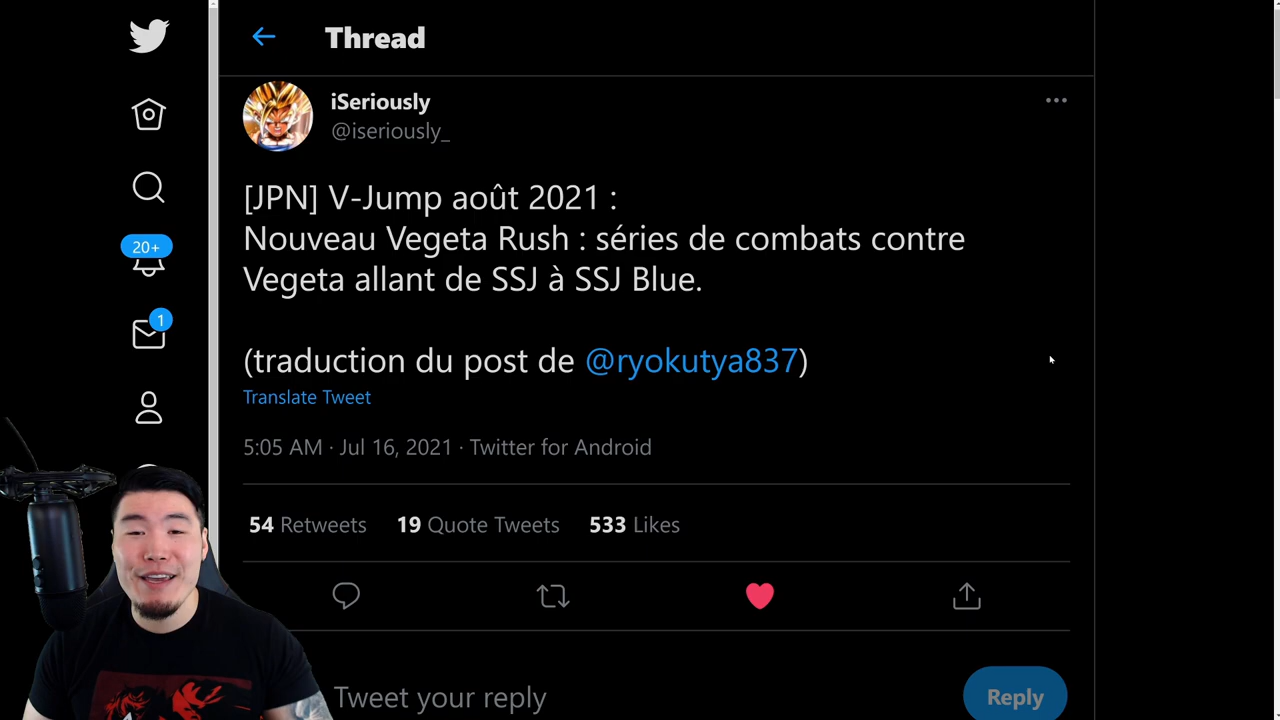 Thread
iSeriously
@iseriously_
[JPN] V-Jump août 2021 :
Nouveau Vegeta Rush : séries de combats contre
Vegeta allant de SSJ à SSJ Blue.
(traduction du post de @ryokutya837)
Translate Tweet
5:05 AM · Jul 16, 2021 · Twitter for Android
54 Retweets 19 Quote Tweets 533 Likes
20+
1
Tweet your reply
Reply